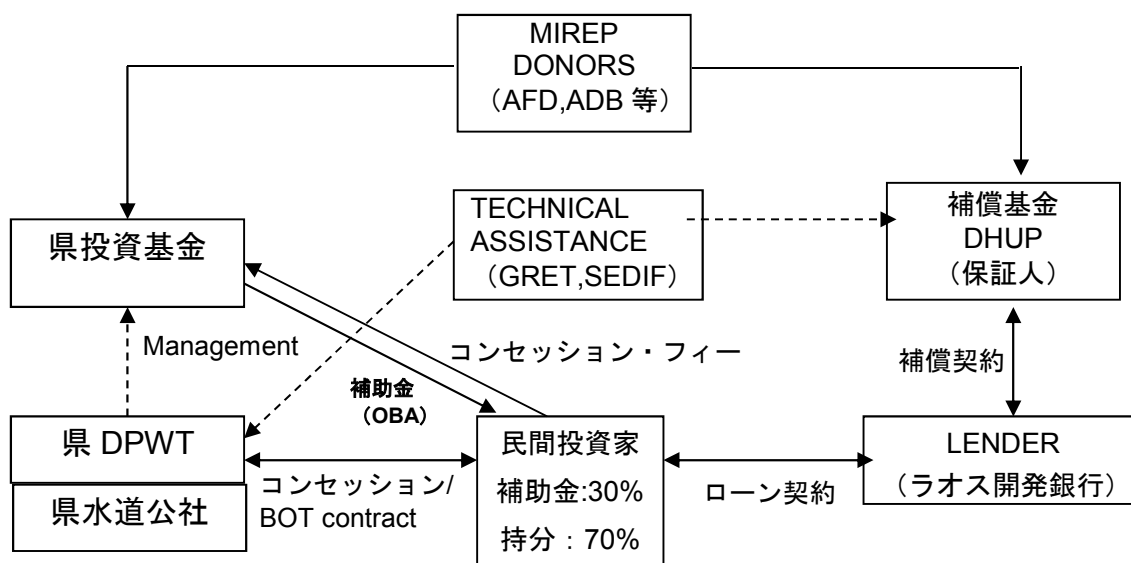 MIREP
DONORS
（AFD,ADB 等）
県投資基金
TECHNICAL
ASSISTANCE
（GRET,SEDIF）
補償基金
DHUP
（保証人）
Management
コンセッション・フィー
補償契約
補助金
（OBA）
県 DPWT
県水道公社
コンセッション/
BOT contract
民間投資家
補助金:30%
持分：70%
ローン契約
LENDER
（ラオス開発銀行）